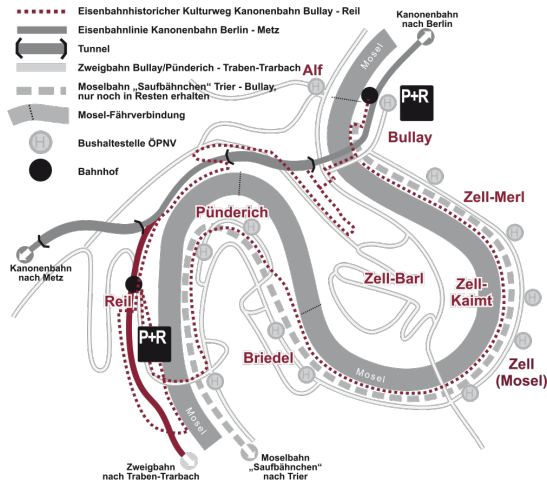 Eisenbahnhistorischer Kulturweg Kanonenbahn Bullay - Reil
Eisenbahnlinie Kanonenbahn Berlin - Metz
Tunnel
Zweigbahn Bullay/Pünderich - Traben-Trarbach
Moselbahn „Saufbähnchen" Trier - Bullay,
nur noch in Resten erhalten
Mosel-Fährverbindung
H Bushaltestelle ÖPNV
Bahnhof
Kanonenbahn
nach Berlin
Mosel
Alf
H
P+R
H
Bullay
H
Zell-Merl
H
Pünderich
H
H
Zell-Barl
Zell-
Kaimt
H
Kanonenbahn
nach Metz
Reil
P+R
H
Briedel
H
Zell
(Mosel)
H
H
H
Mosel
H
Mosel
H
Zweigbahn
nach Traben-Trarbach
Moselbahn
„Saufbähnchen"
nach Trier